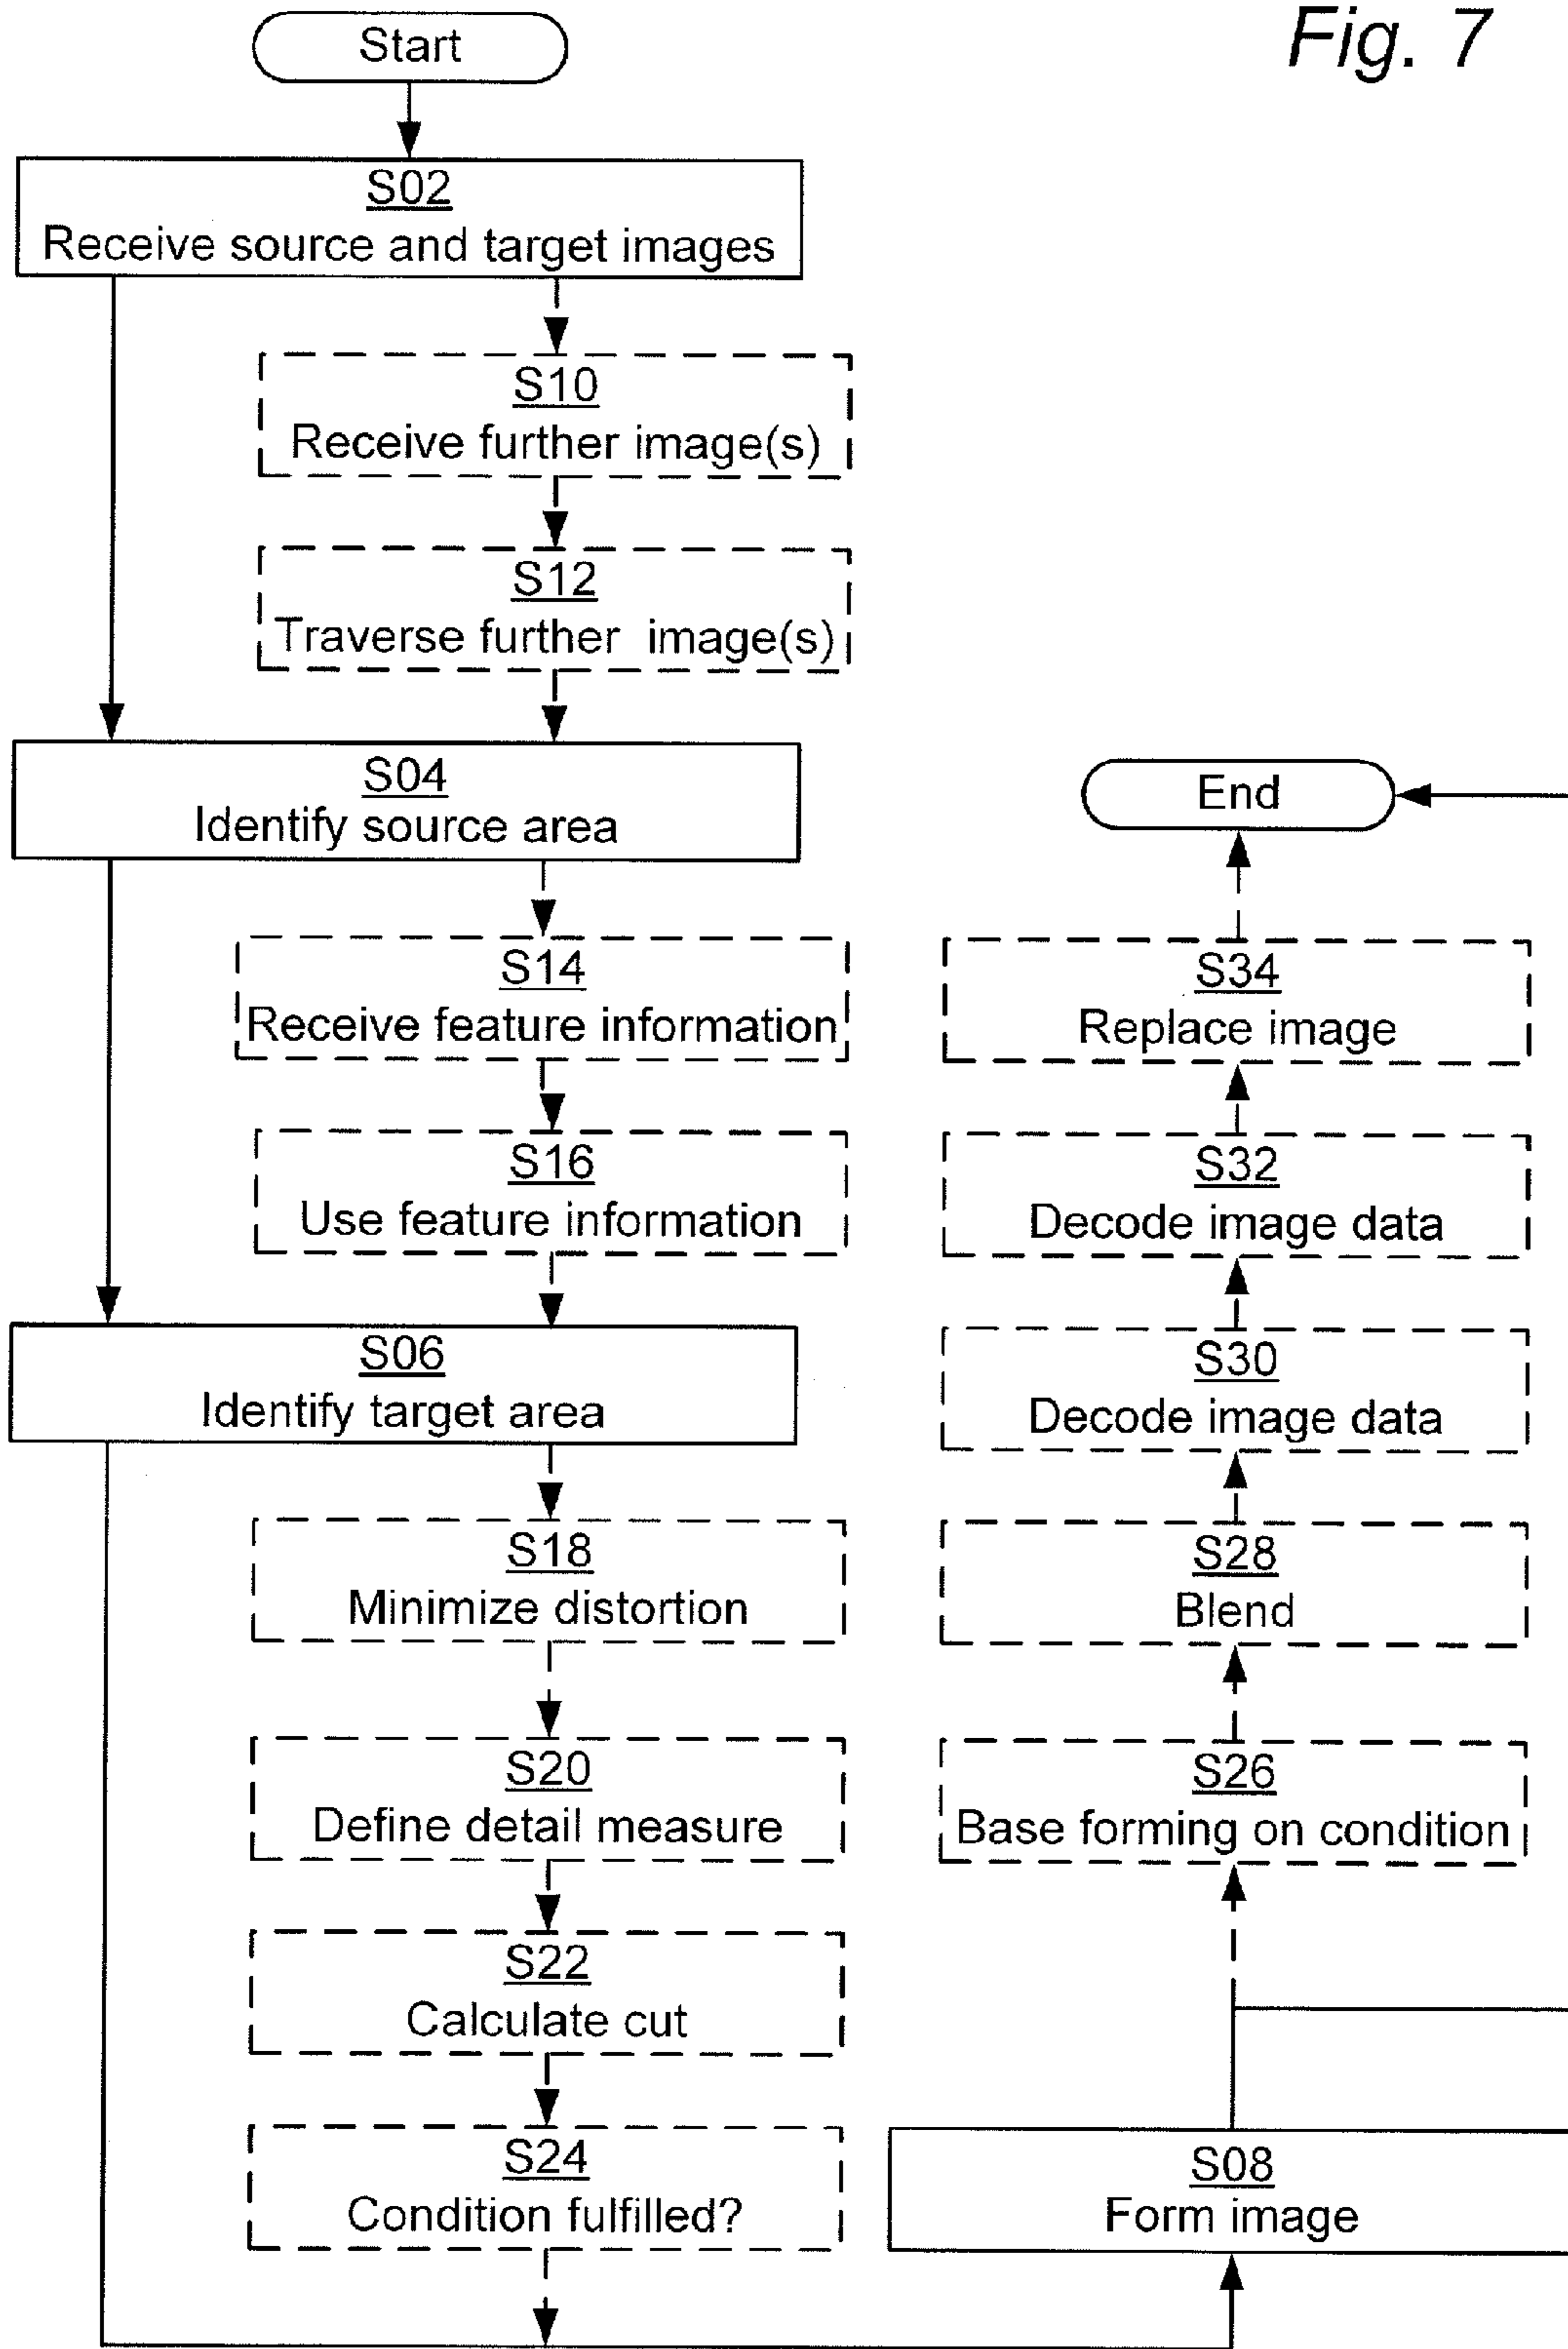 Fig. 7
Start
S02
Receive source and target images
S10
Receive further image(s)
S12
Traverse further image(s)
S04
Identify source area
S14
Receive feature information
S16
Use feature information
S06
Identify target area
S18
Minimize distortion
S20
Define detail measure
S22
Calculate cut
S24
Condition fulfilled?
S08
Form image
S26
Base forming on condition
S28
Blend
S30
Decode image data
S32
Decode image data
S34
Replace image
End